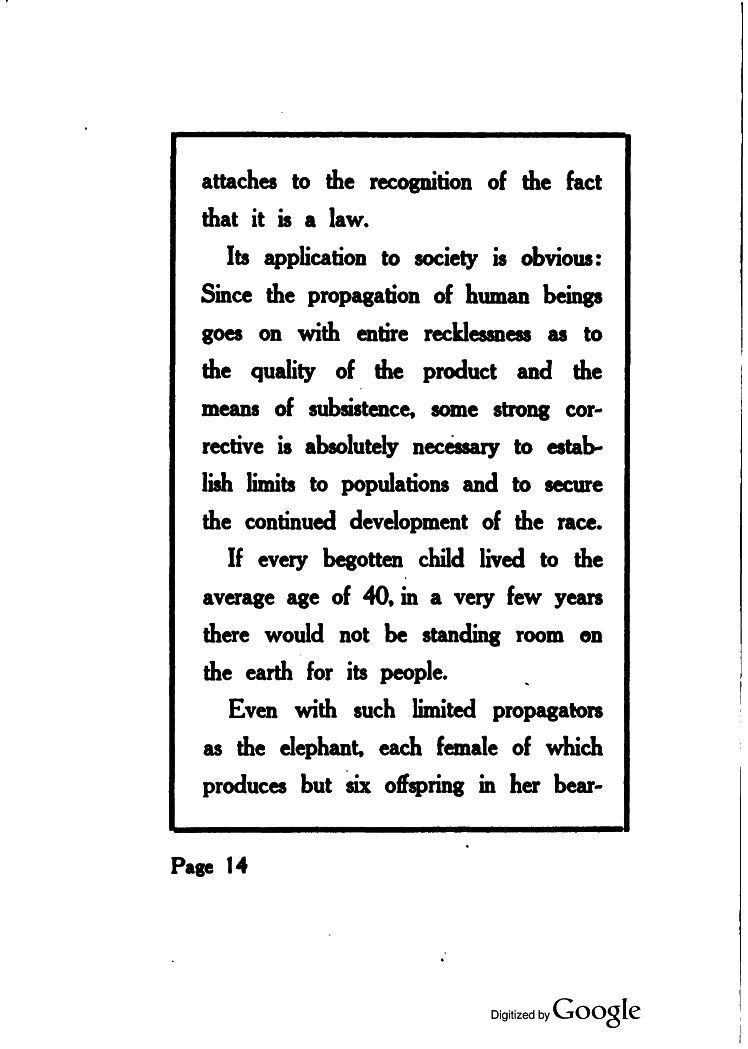 attaches to the recognition of the fact
that it is a law.
Its application to society is obvious:
Since the propagation of human beings
goes on with entire recklessness as to
the quality of the product and the
means of subsistence, some strong cor-
rective is absolutely necessary to estab-
lish limits to populations and to secure
the continued development of the race.
If every begotten child lived to the
average age of 40, in a very few years
there would not be standing room on
the earth for its people.
Even with such limited propagators
as the elephant, each female of which
produces but six offspring in her bear-
Page 14
Digitized by Google